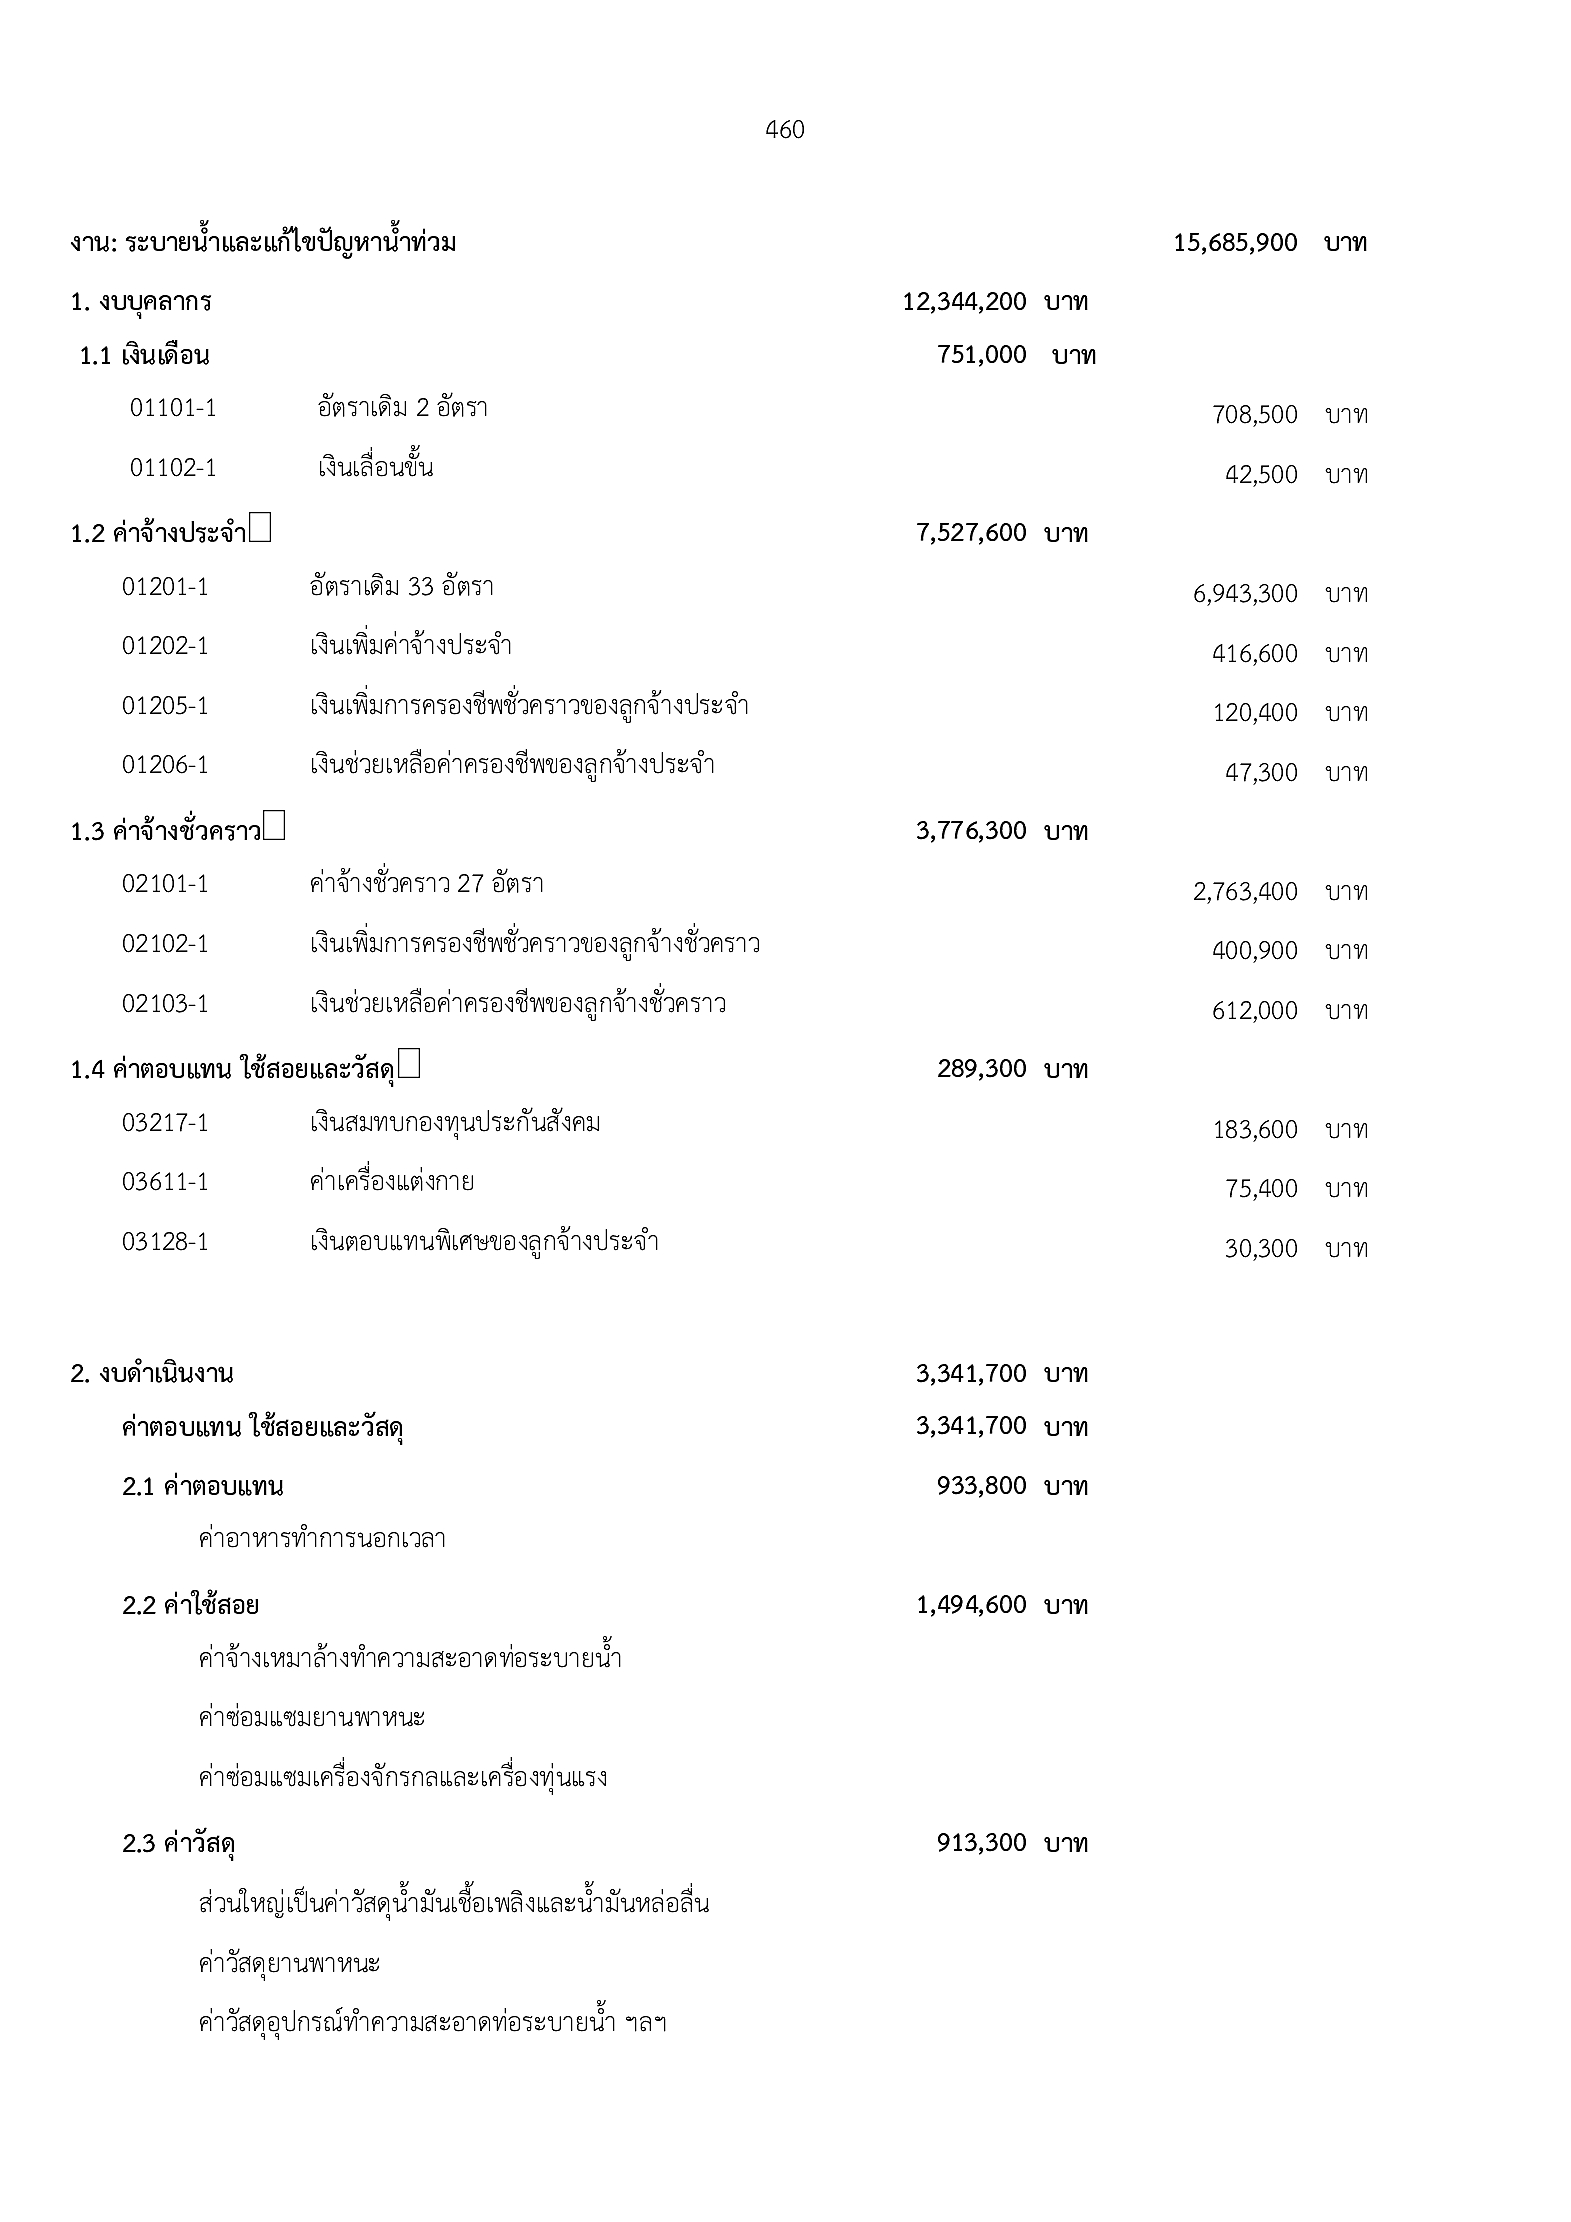 460
งาน: ระบายน้ำและแก้ไขปัญหาน้ำท่วม 15,685,900 บาท
1. งบบุคลากร 12,344,200 บาท
1.1 เงินเดือน 751,000 บาท
01101-1 อัตราเดิม 2 อัตรา 708,500 บาท
01102-1 เงินเลื่อนขั้น 42,500 บาท
1.2 ค่าจ้างประจำ 7,527,600 บาท
01201-1 อัตราเดิม 33 อัตรา 6,943,300 บาท
01202-1 เงินเพิ่มค่าจ้างประจำ 416,600 บาท
01205-1 เงินเพิ่มการครองชีพชั่วคราวของลูกจ้างประจำ 120,400 บาท
01206-1 เงินช่วยเหลือค่าครองชีพของลูกจ้างประจำ 47,300 บาท
1.3 ค่าจ้างชั่วคราว 3,776,300 บาท
02101-1 ค่าจ้างชั่วคราว 27 อัตรา 2,763,400 บาท
02102-1 เงินเพิ่มการครองชีพชั่วคราวของลูกจ้างชั่วคราว 400,900 บาท
02103-1 เงินช่วยเหลือค่าครองชีพของลูกจ้างชั่วคราว 612,000 บาท
1.4 ค่าตอบแทน ใช้สอยและวัสดุ 289,300 บาท
03217-1 เงินสมทบกองทุนประกันสังคม 183,600 บาท
03611-1 ค่าเครื่องแต่งกาย 75,400 บาท
03128-1 เงินตอบแทนพิเศษของลูกจ้างประจำ 30,300 บาท
2. งบดำเนินงาน 3,341,700 บาท
ค่าตอบแทน ใช้สอยและวัสดุ 3,341,700 บาท
2.1 ค่าตอบแทน 933,800 บาท
ค่าอาหารทำการนอกเวลา
2.2 ค่าใช้สอย 1,494,600 บาท
ค่าจ้างเหมาล้างทำความสะอาดท่อระบายน้ำ
ค่าซ่อมแซมยานพาหนะ
ค่าซ่อมแซมเครื่องจักรกลและเครื่องทุ่นแรง
2.3 ค่าวัสดุ 913,300 บาท
ส่วนใหญ่เป็นค่าวัสดุน้ำมันเชื้อเพลิงและน้ำมันหล่อลื่น
ค่าวัสดุยานพาหนะ
ค่าวัสดุอุปกรณ์ทำความสะอาดท่อระบายน้ำ ฯลฯ